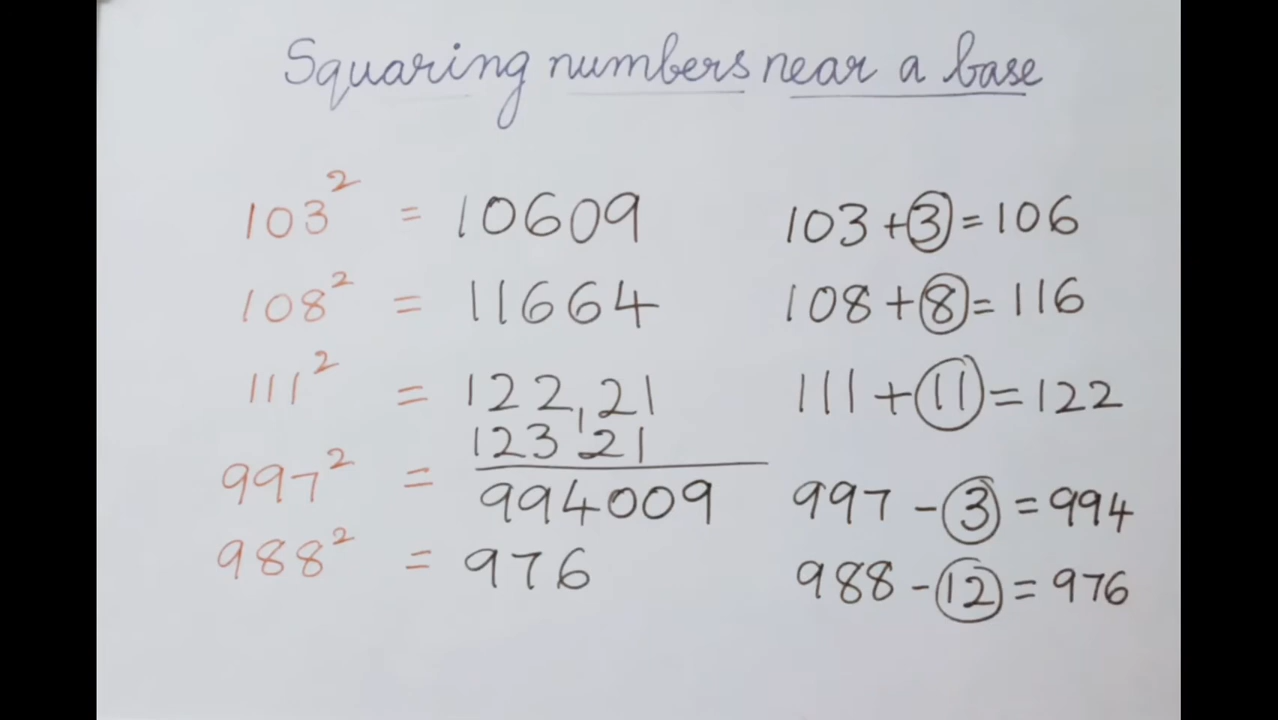 Squaring numbers near a base
103² = 10609 103 + 3 = 106
108² = 11664 108 + 8 = 116
111² = 122,21 111 + 11 = 122
123 21
997² = 994009 997 - 3 = 994
988² = 976 988 - 12 = 976